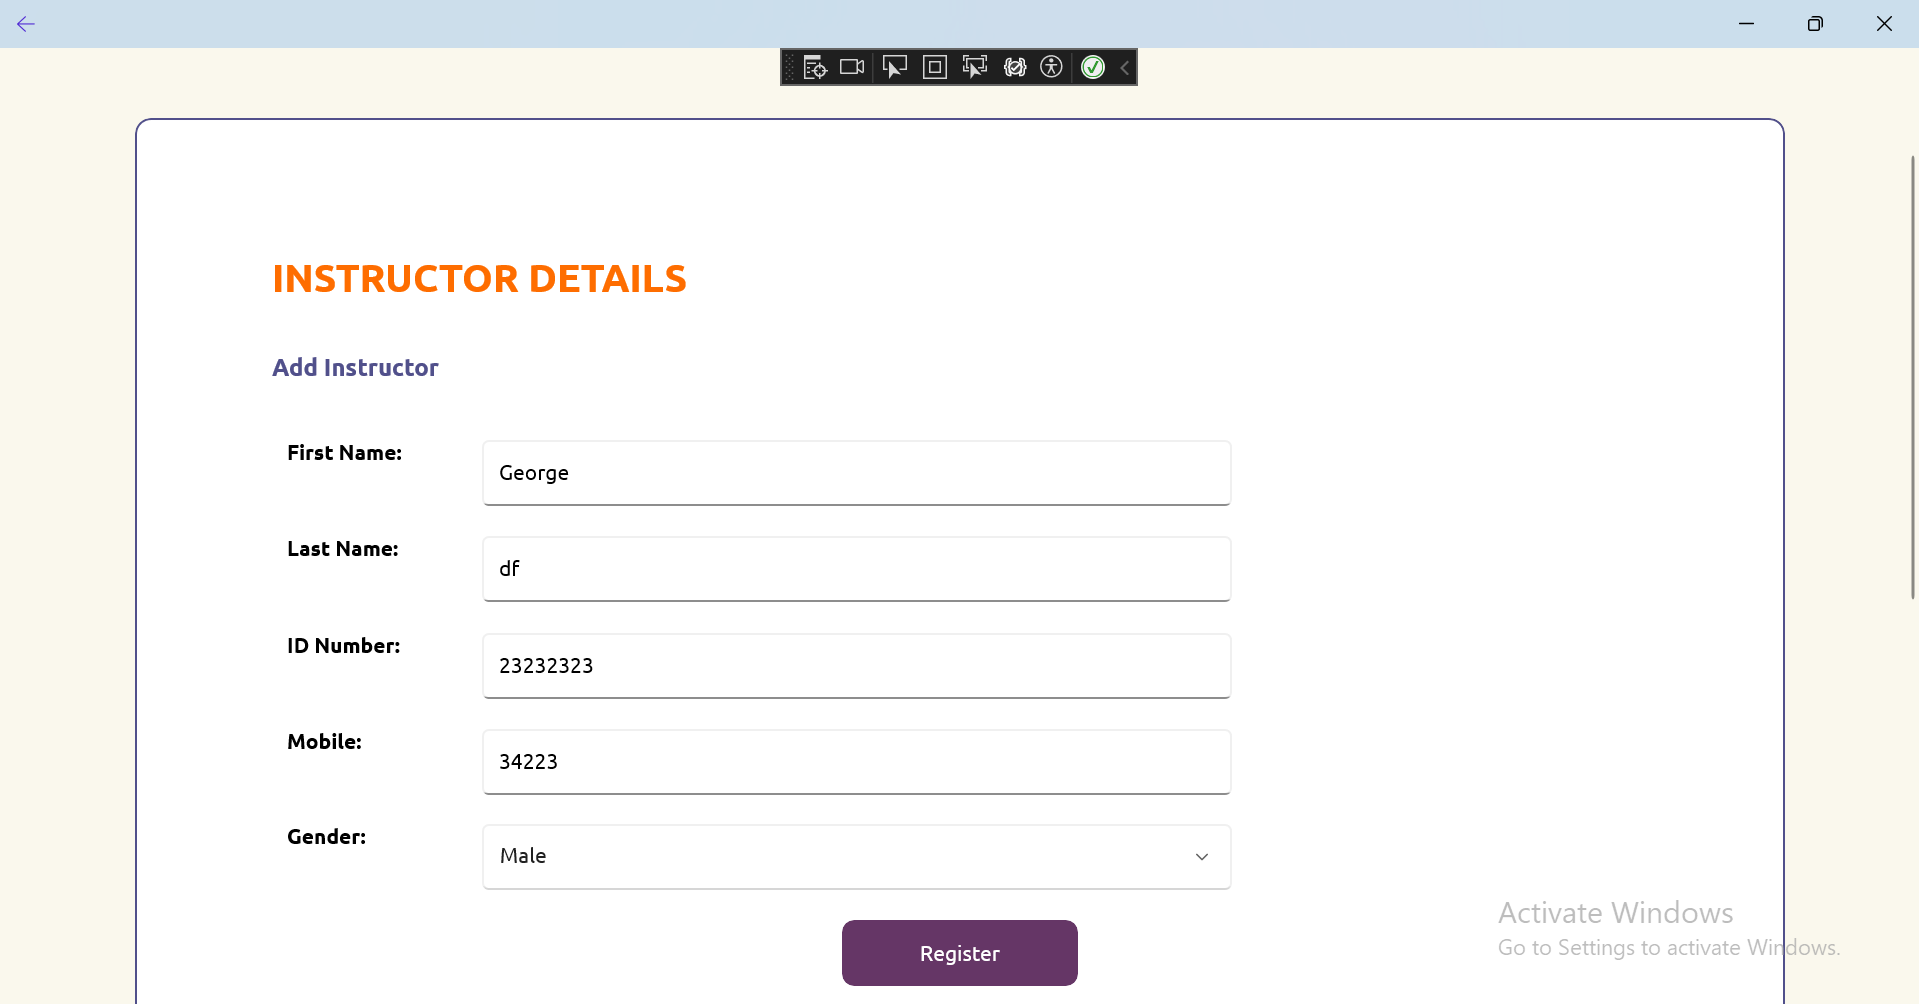 INSTRUCTOR DETAILS
Add Instructor
First Name:
George
Last Name:
df
ID Number:
23232323
Mobile:
34223
Gender:
Male
Register
Activate Windows
Go to Settings to activate Windows.